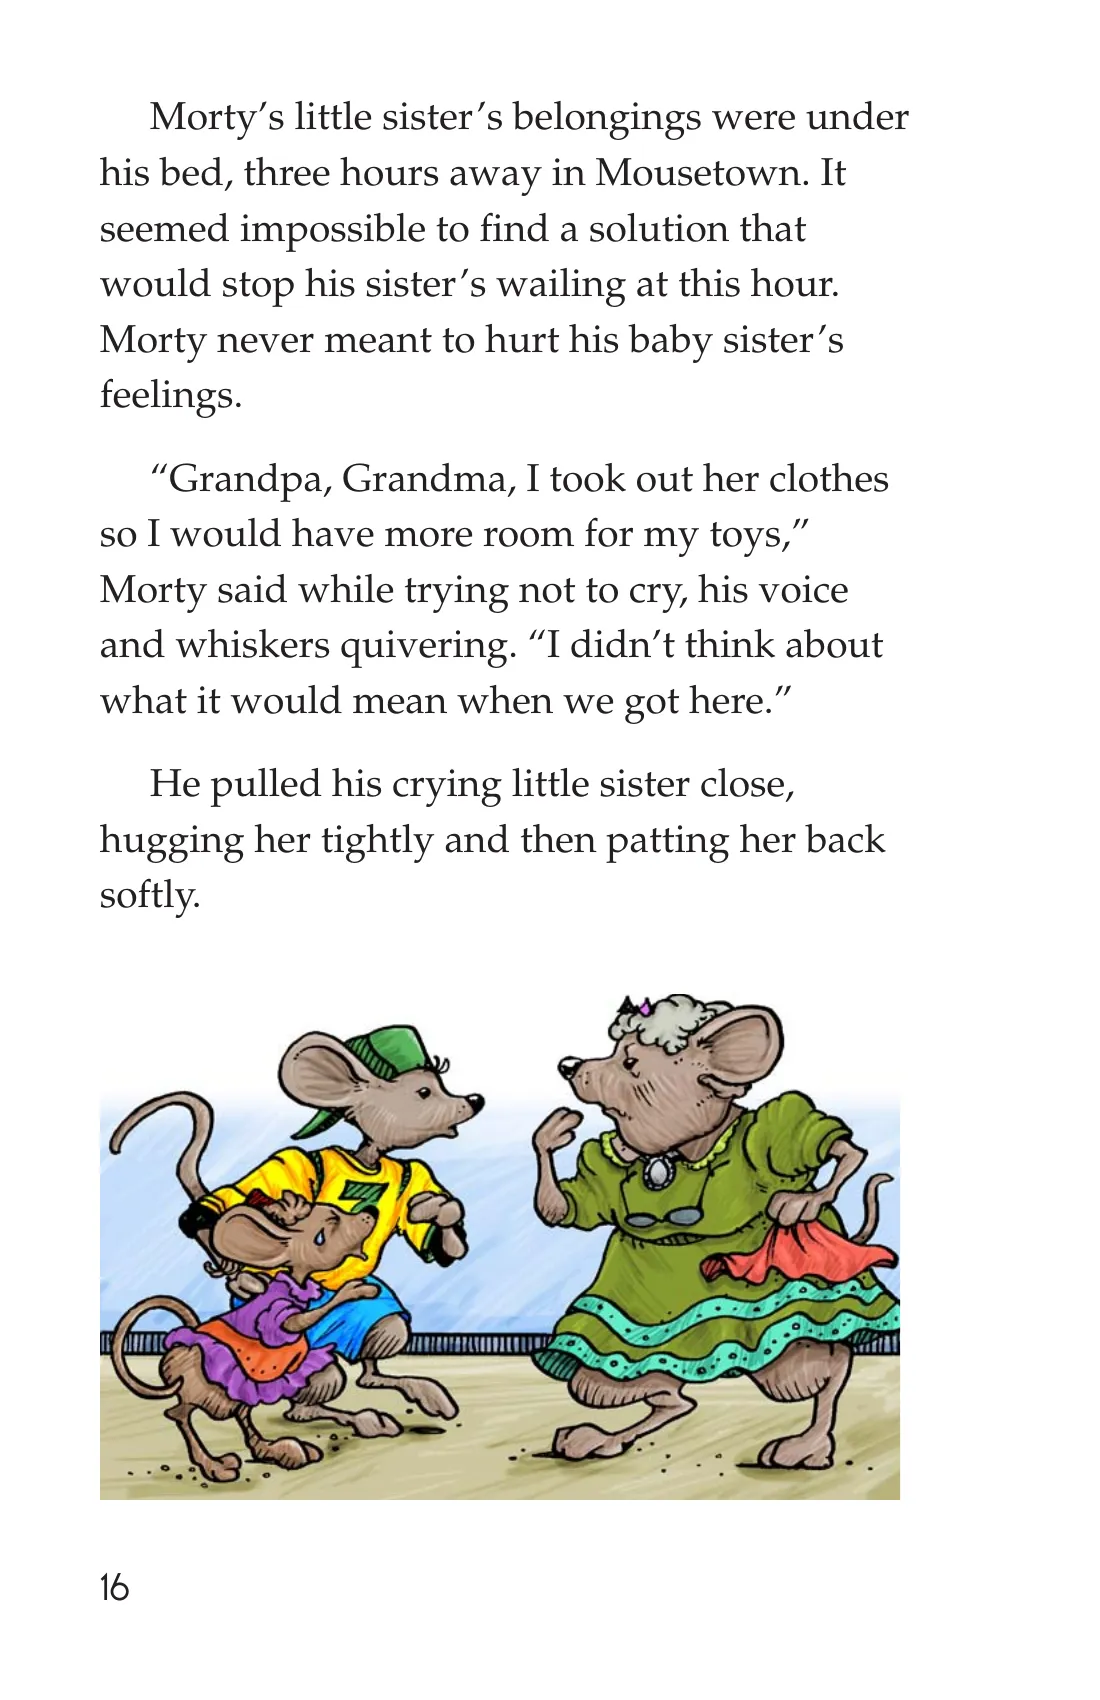 Morty’s little sister’s belongings were under
his bed, three hours away in Mousetown. It
seemed impossible to find a solution that
would stop his sister’s wailing at this hour.
Morty never meant to hurt his baby sister’s
feelings.
“Grandpa, Grandma, I took out her clothes
so I would have more room for my toys,”
Morty said while trying not to cry, his voice
and whiskers quivering. “I didn’t think about
what it would mean when we got here.”
He pulled his crying little sister close,
hugging her tightly and then patting her back
softly.
7
16